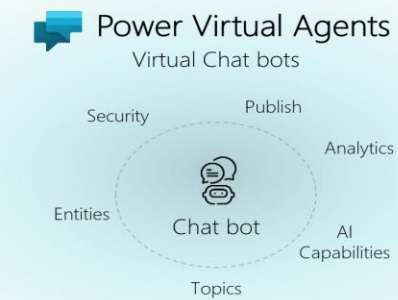 Power Virtual Agents
Virtual Chat bots
Security
Publish
Analytics
Entities
Chat bot
AI
Capabilities
Topics